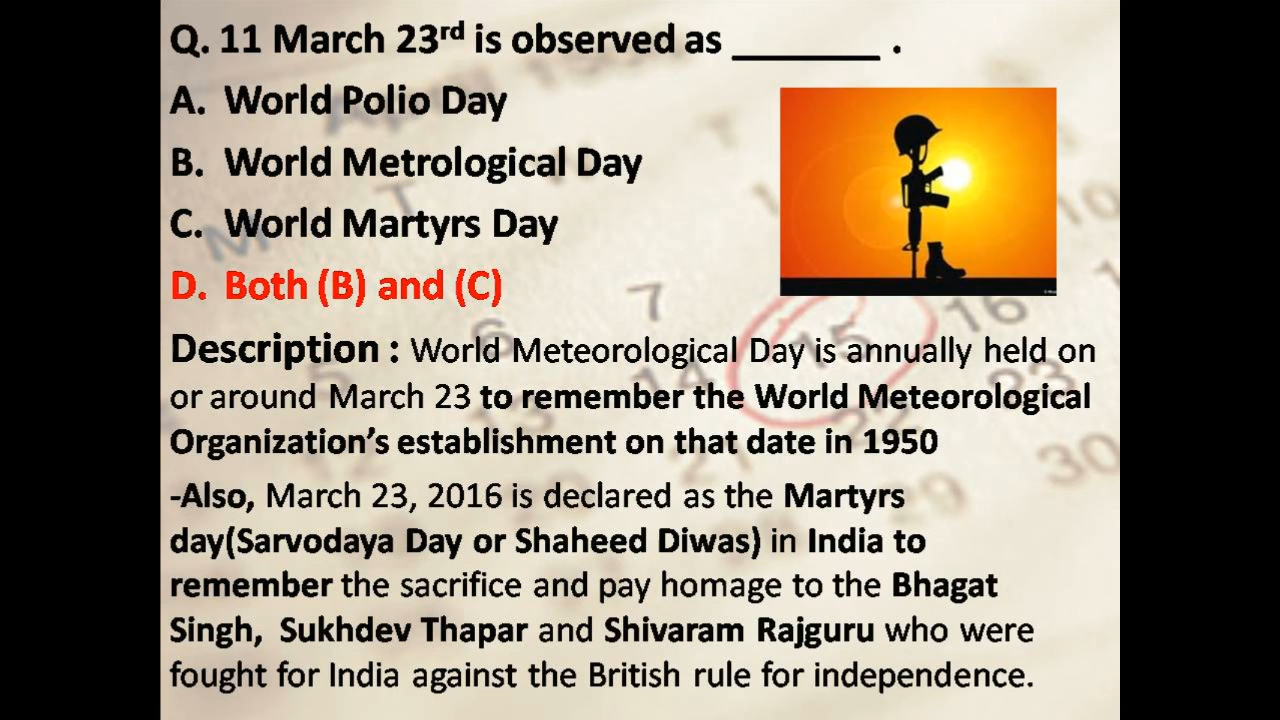 Q. 11 March 23rd is observed as _______ .
A. World Polio Day
B. World Metrological Day
C. World Martyrs Day
D. Both (B) and (C)
Description : World Meteorological Day is annually held on
or around March 23 to remember the World Meteorological
Organization’s establishment on that date in 1950
-Also, March 23, 2016 is declared as the Martyrs
day(Sarvodaya Day or Shaheed Diwas) in India to
remember the sacrifice and pay homage to the Bhagat
Singh, Sukhdev Thapar and Shivaram Rajguru who were
fought for India against the British rule for independence.